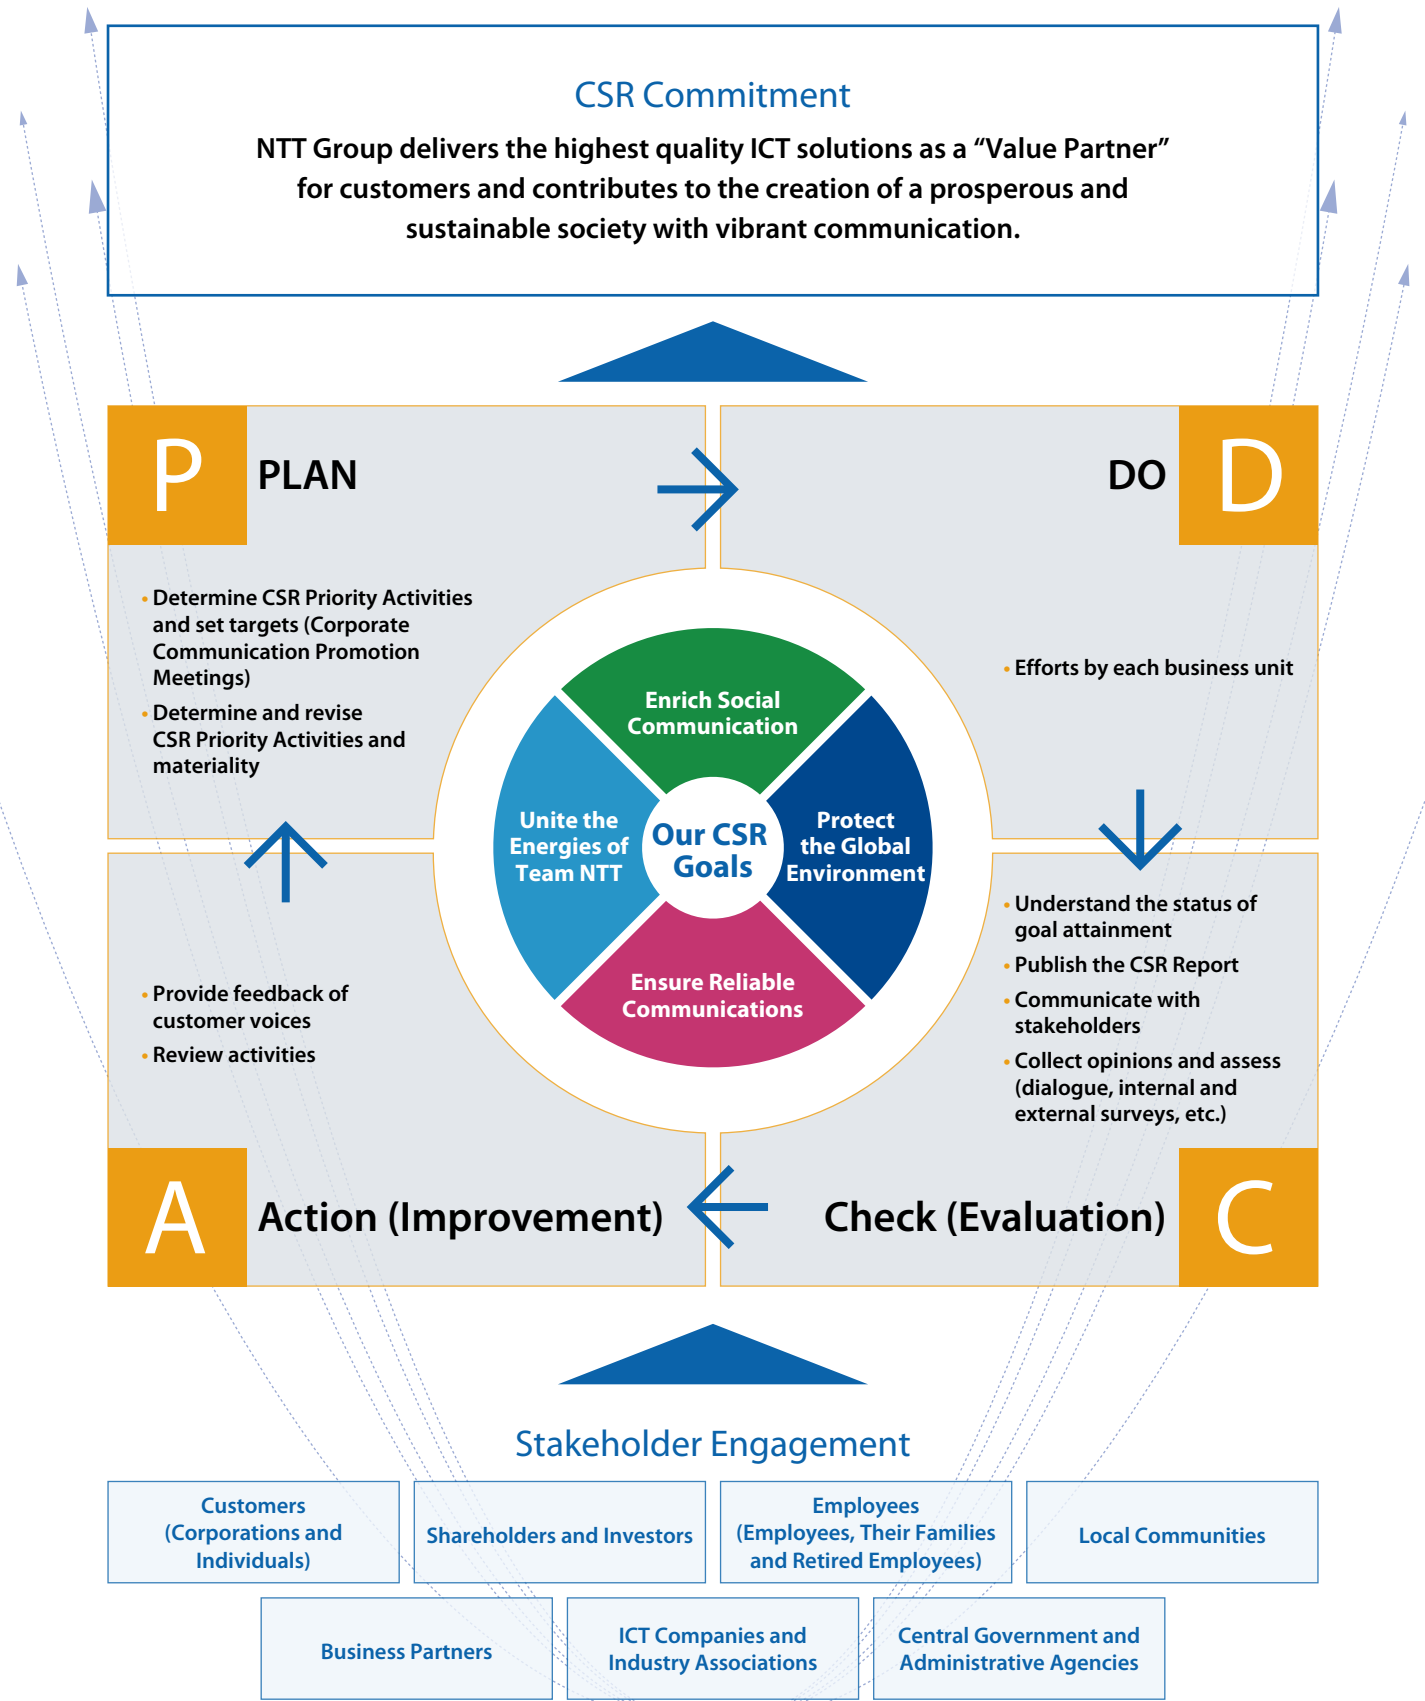 CSR Commitment
NTT Group delivers the highest quality ICT solutions as a “Value Partner”
for customers and contributes to the creation of a prosperous and
sustainable society with vibrant communication.
P
PLAN
• Determine CSR Priority Activities
and set targets (Corporate
Communication Promotion
Meetings)
• Determine and revise
CSR Priority Activities and
materiality
DO
D
• Efforts by each business unit
Enrich Social
Communication
Unite the
Energies of
Team NTT
Our CSR
Goals
Protect
the Global
Environment
Ensure Reliable
Communications
• Provide feedback of
customer voices
• Review activities
A
Action (Improvement)
• Understand the status of
goal attainment
• Publish the CSR Report
• Communicate with
stakeholders
• Collect opinions and assess
(dialogue, internal and
external surveys, etc.)
Check (Evaluation)
C
Stakeholder Engagement
Customers
(Corporations and
Individuals)
Shareholders and Investors
Employees
(Employees, Their Families
and Retired Employees)
Local Communities
Business Partners
ICT Companies and
Industry Associations
Central Government and
Administrative Agencies